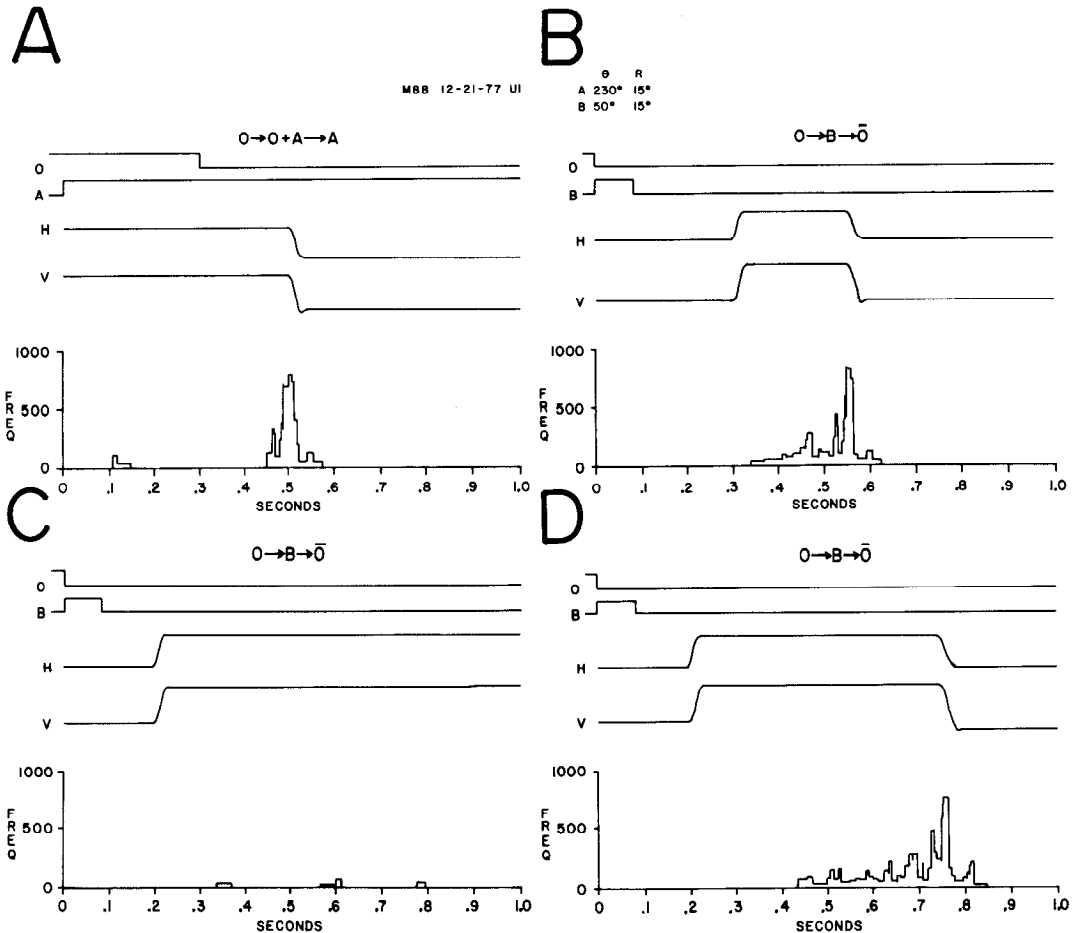 A
M88 12-21-77 U1
O→O+A→A
O
A
H
V
1000
FREQ
500
0
0 .1 .2 .3 .4 .5 .6 .7 .8 .9 1.0
SECONDS
B
θ R
A 230° 15°
B 50° 15°
O→B→Ō
O
B
H
V
1000
FREQ
500
0
0 .1 .2 .3 .4 .5 .6 .7 .8 .9 1.0
SECONDS
C
O→B→Ō
O
B
H
V
1000
FREQ
500
0
0 .1 .2 .3 .4 .5 .6 .7 .8 .9 1.0
SECONDS
D
O→B→Ō
O
B
H
V
1000
FREQ
500
0
0 .1 .2 .3 .4 .5 .6 .7 .8 .9 1.0
SECONDS